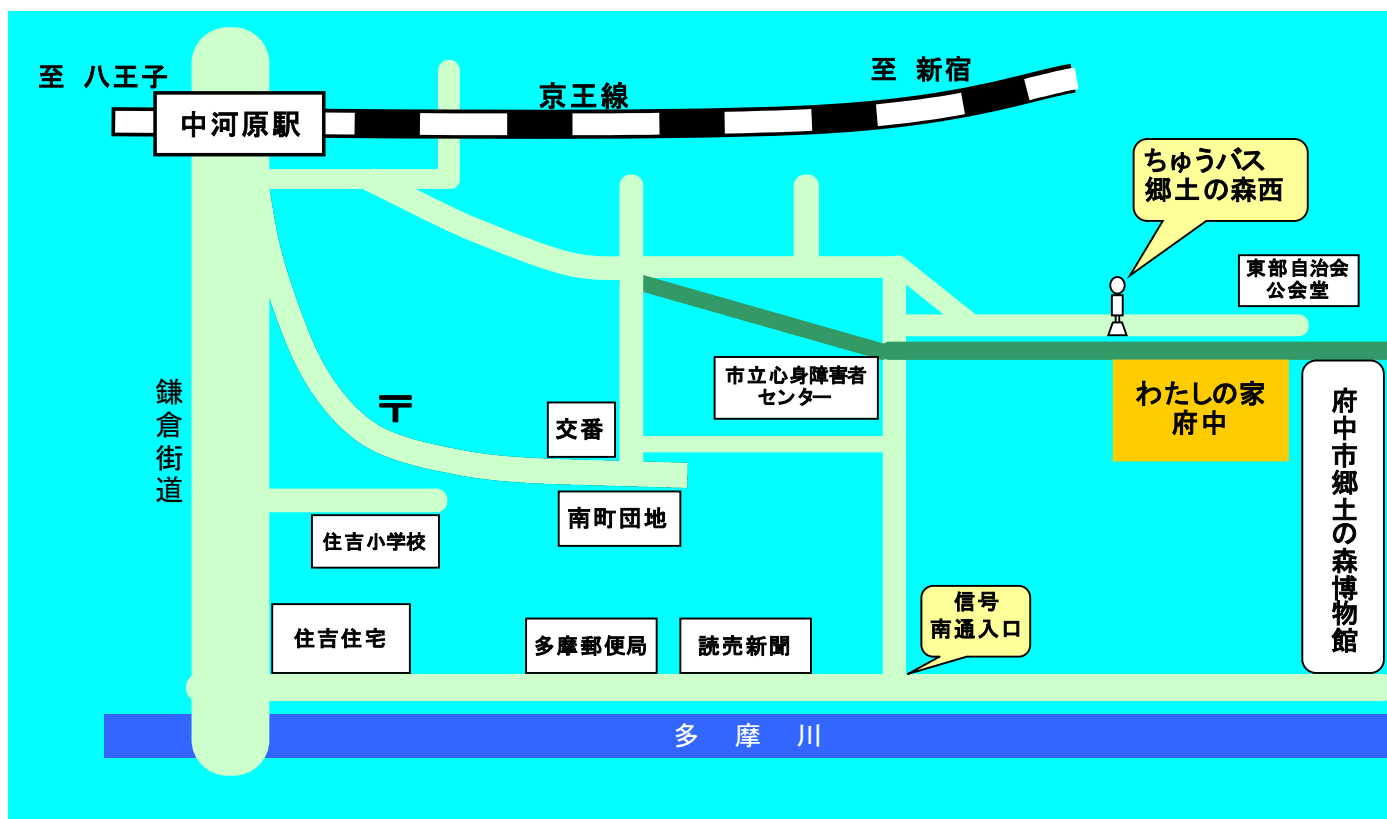 至 八王子
京王線
至 新宿
中河原駅
ちゅうバス
郷土の森西
東部自治会
公会堂
市立心身障害者
センター
わたしの家
府中
府中市郷土の森博物館
鎌倉街道
〒
交番
南町団地
住吉小学校
住吉住宅
多摩郵便局
読売新聞
信号
南通入口
多摩川